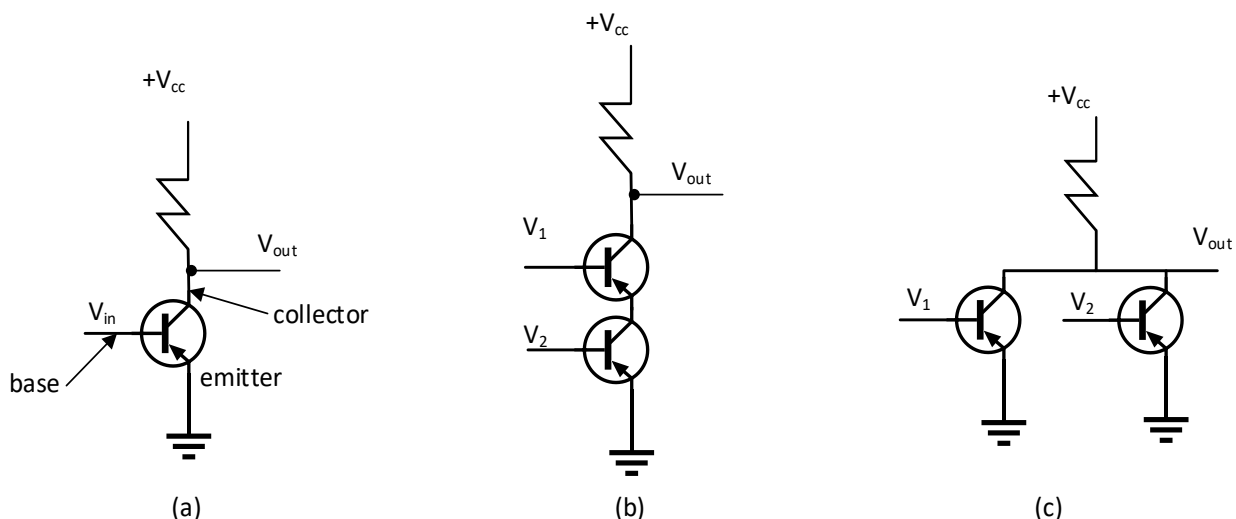 +Vcc
Vout
Vin
collector
base
emitter
(a)
+Vcc
Vout
V1
V2
(b)
+Vcc
Vout
V1
V2
(c)